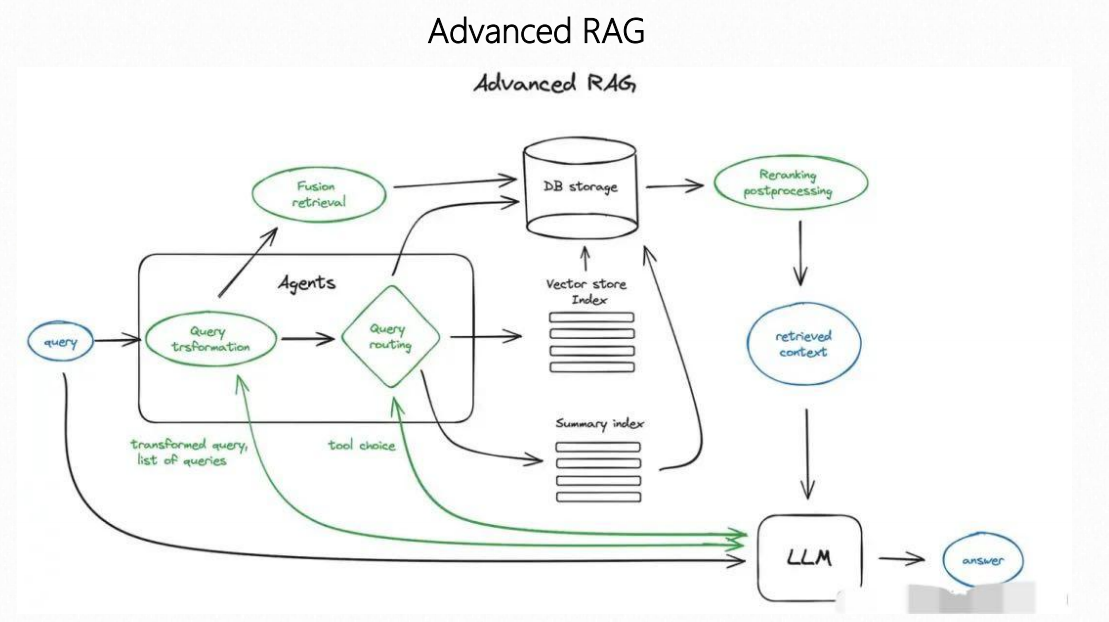 Advanced RAG
Advanced RAG
Fusion
retrieval
DB storage
Reranking
postprocessing
Agents
Vector store
Index
query
Query
trsformation
Query
routing
retrieved
context
Summary index
transformed query,
list of queries
tool choice
LLM
answer